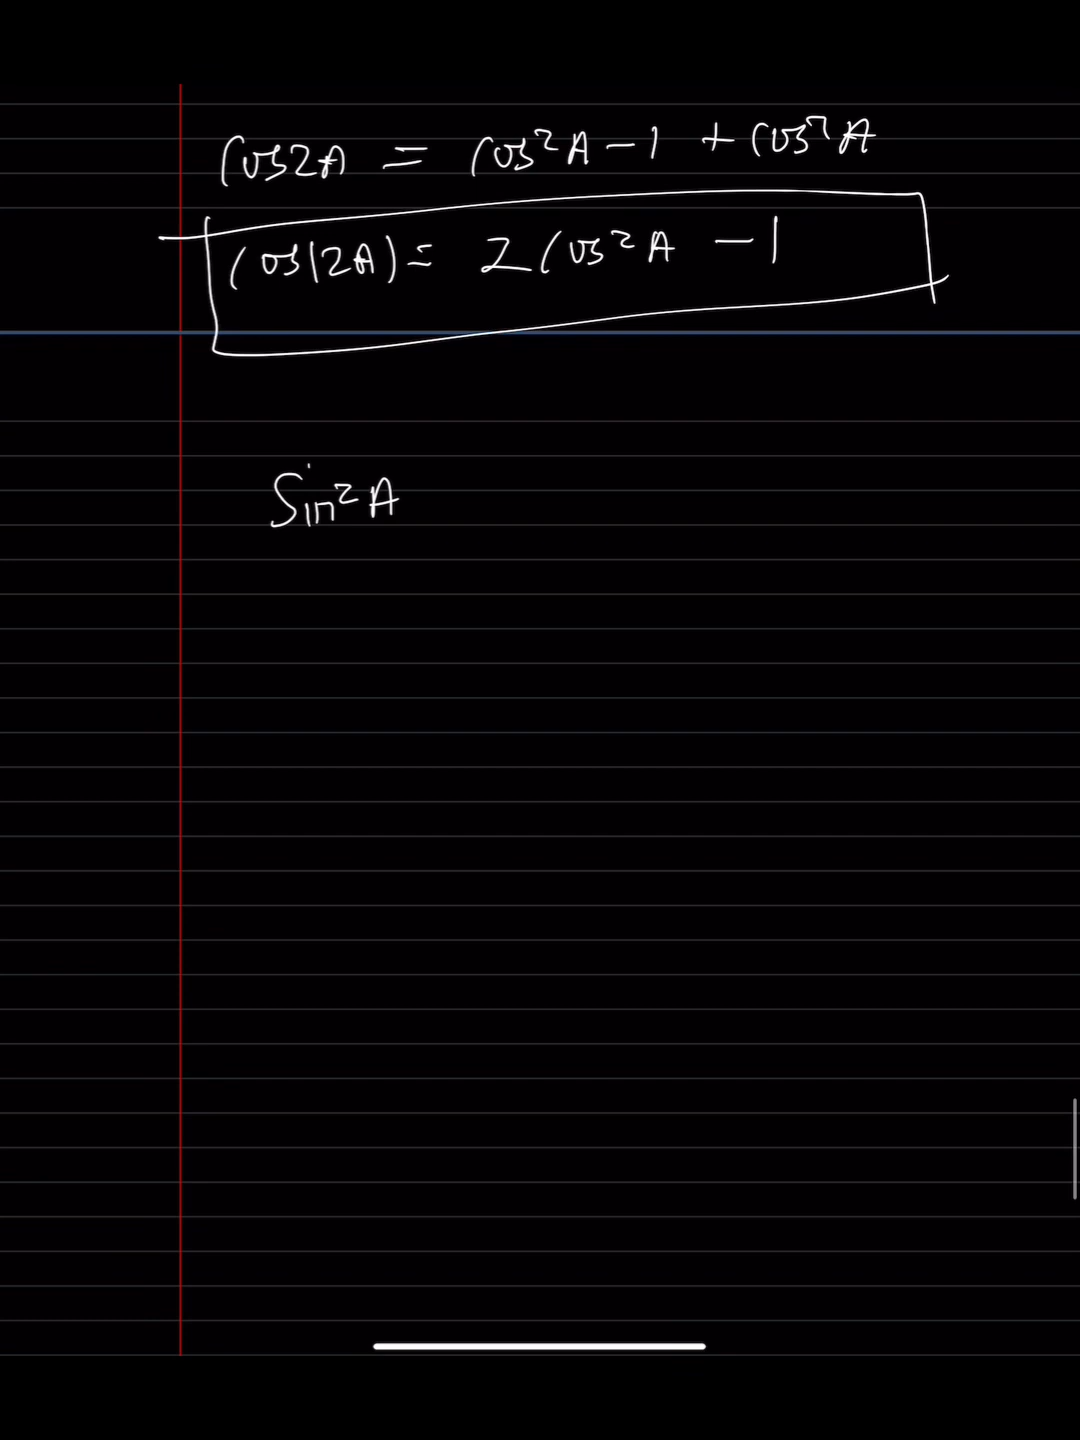 Cos2A = Cos²A - 1 + Cos²A
Cos(2A) = 2Cos²A - 1
Sin²A